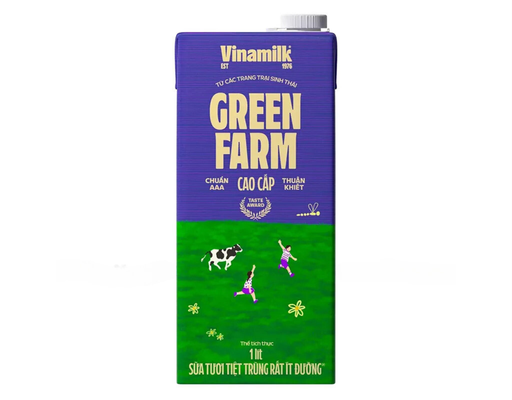 Vinamilk
EST 1976
TỪ CÁC TRANG TRẠI SINH THÁI
GREEN
FARM
CHUẨN AAA
CAO CẤP
THUẦN KHIẾT
TASTE
AWARD
Thể tích thực
1 lít
SỮA TƯƠI TIỆT TRÙNG RẤT ÍT ĐƯỜNG*